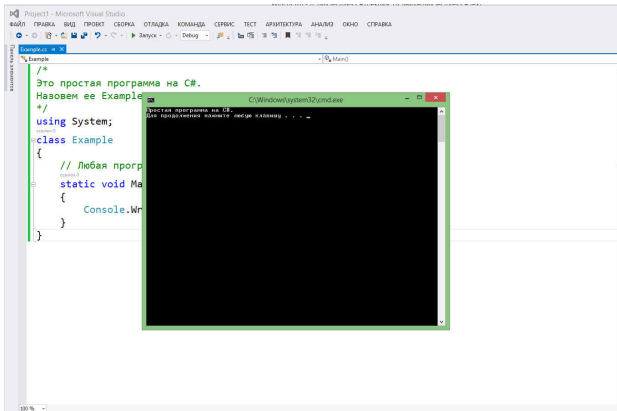 Project1 - Microsoft Visual Studio
ФАЙЛ ПРАВКА ВИД ПРОЕКТ СБОРКА ОТЛАДКА КОМАНДА СЕРВИС ТЕСТ АРХИТЕКТУРА АНАЛИЗ ОКНО СПРАВКА
Запуск Debug
Панель элементов
Example.cs
Example Main()
/*
Это простая программа на C#.
Назовем ее Example
*/
using System;
class Example
{
// Любая прогр
static void Ma
{
Console.Wr
}
}
C:\Windows\system32\cmd.exe
Простая программа на C#.
Для продолжения нажмите любую клавишу . . . _
100 %